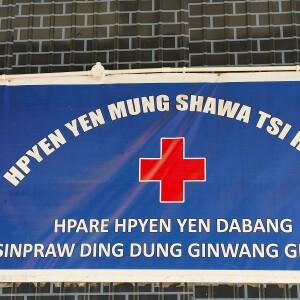 HPYEN YEN MUNG SHAWA TSI
HPARE HPYEN YEN DABANG
SINPRAW DING DUNG GINWANG